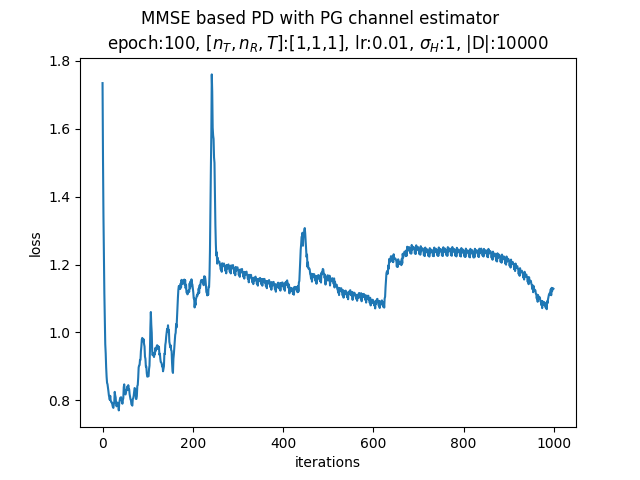 MMSE based PD with PG channel estimator
epoch:100, [n_T, n_R, T]:[1,1,1], lr:0.01, σ_H:1, |D|:10000
1.8
1.6
1.4
1.2
1.0
0.8
loss
0 200 400 600 800 1000
iterations